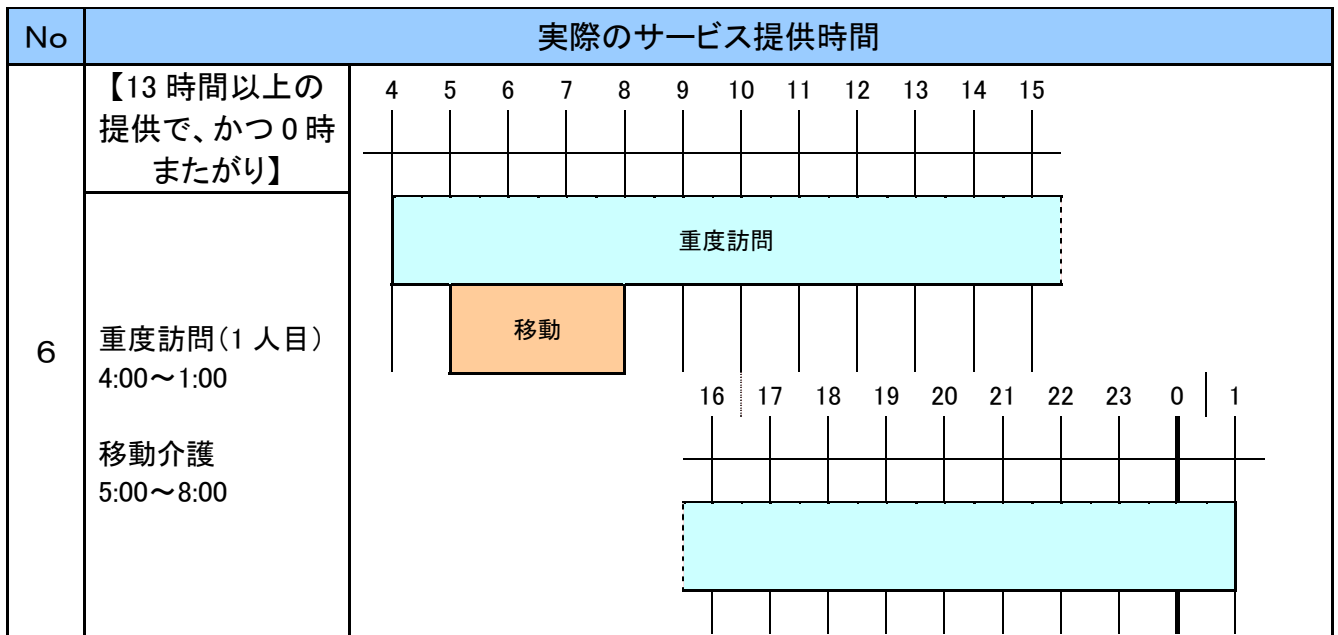 No 実際のサービス提供時間
6
【13 時間以上の
提供で、かつ 0 時
またがり】
重度訪問(1 人目)
4:00～1:00
移動介護
5:00～8:00
4 5 6 7 8 9 10 11 12 13 14 15
重度訪問
移動
16 17 18 19 20 21 22 23 0 1